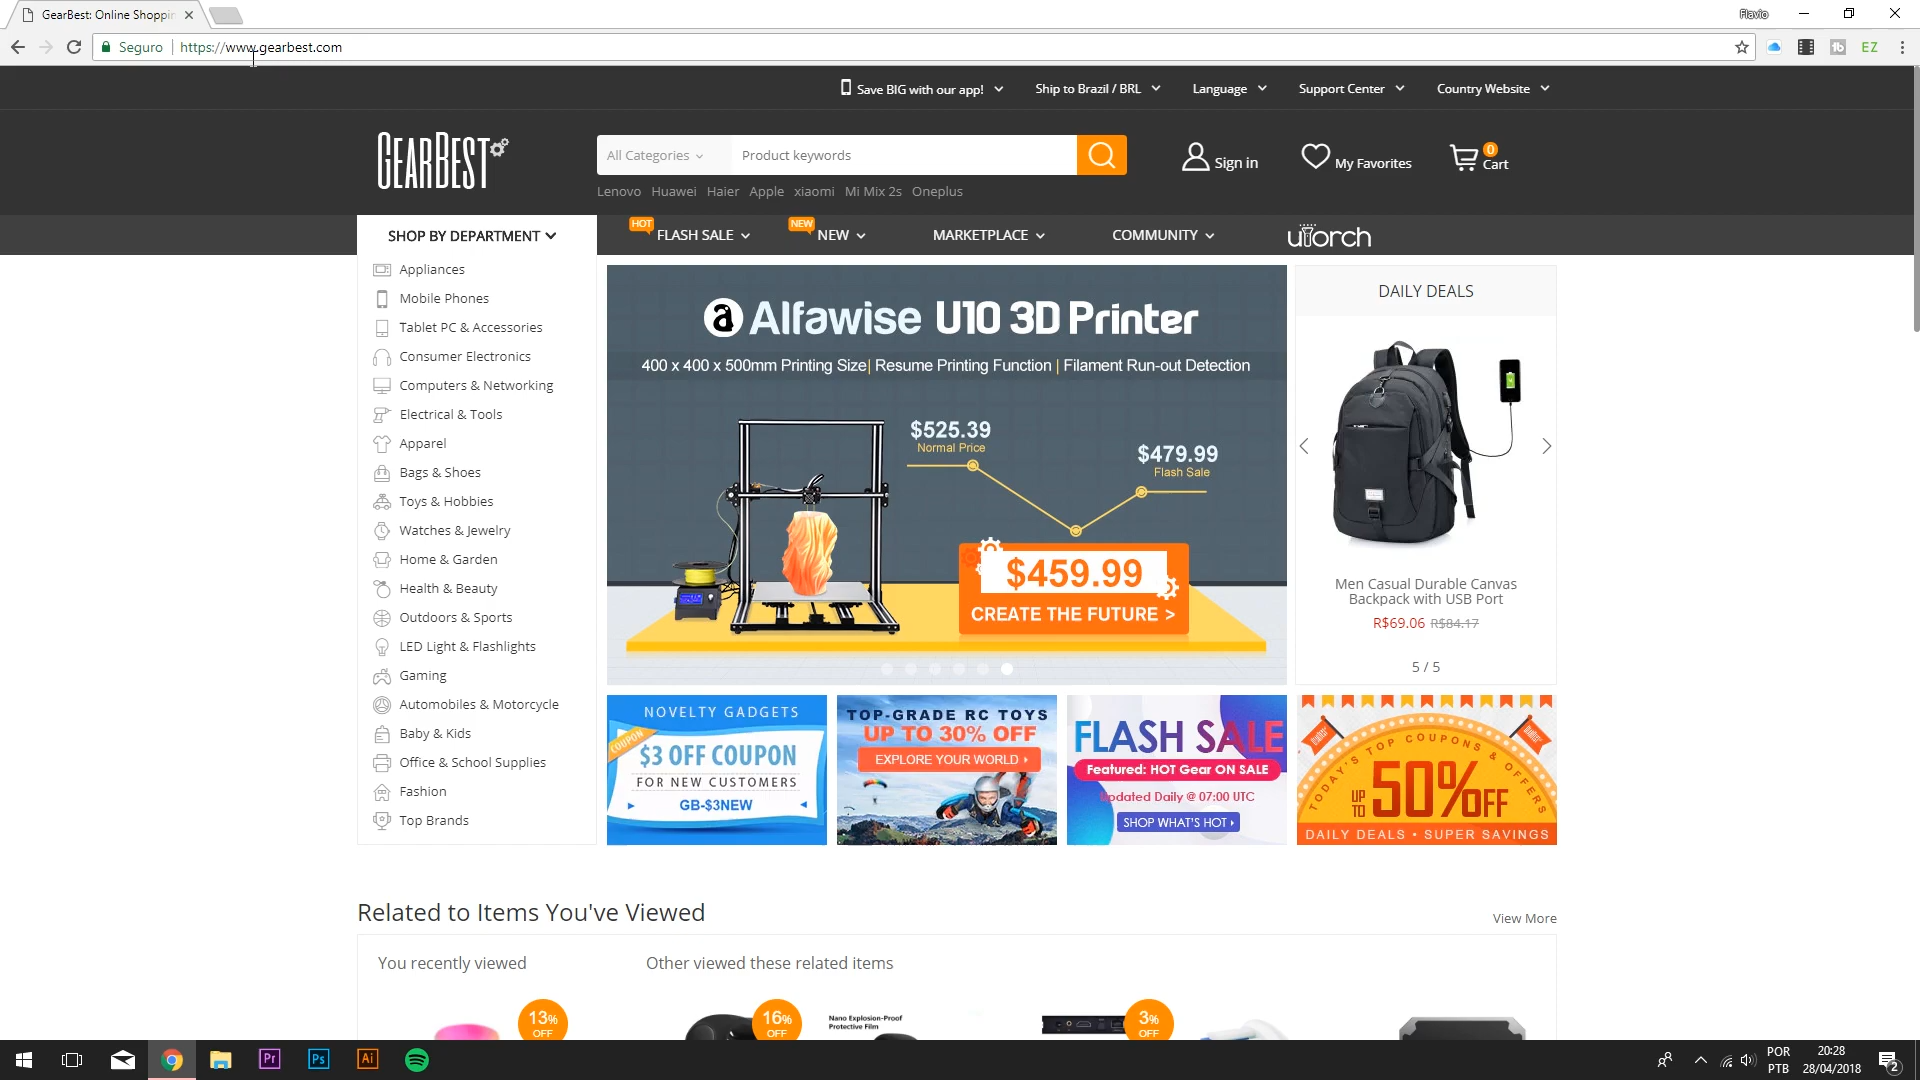 GearBest: Online Shoppin
Flavio
Seguro
https://www.gearbest.com
EZ
Save BIG with our app!
Ship to Brazil / BRL
Language
Support Center
Country Website
GEARBEST
All Categories
Product keywords
Sign in
My Favorites
0
Cart
Lenovo Huawei Haier Apple xiaomi Mi Mix 2s Oneplus
SHOP BY DEPARTMENT
HOT
FLASH SALE
NEW
NEW
MARKETPLACE
COMMUNITY
utorch
Appliances
Mobile Phones
Tablet PC & Accessories
Consumer Electronics
Computers & Networking
Electrical & Tools
Apparel
Bags & Shoes
Toys & Hobbies
Watches & Jewelry
Home & Garden
Health & Beauty
Outdoors & Sports
LED Light & Flashlights
Gaming
Automobiles & Motorcycle
Baby & Kids
Office & School Supplies
Fashion
Top Brands
a Alfawise U10 3D Printer
400 x 400 x 500mm Printing Size| Resume Printing Function | Filament Run-out Detection
$525.39
Normal Price
$479.99
Flash Sale
$459.99
CREATE THE FUTURE >
DAILY DEALS
Men Casual Durable Canvas
Backpack with USB Port
R$69.06 R$84.17
5 / 5
NOVELTY GADGETS
COUPON
$3 OFF COUPON
FOR NEW CUSTOMERS
GB-$3NEW
TOP-GRADE RC TOYS
UP TO 30% OFF
EXPLORE YOUR WORLD
FLASH SALE
Featured: HOT Gear ON SALE
Updated Daily @ 07:00 UTC
SHOP WHAT'S HOT
TODAY'S TOP COUPONS & OFFERS
UP TO 50% OFF
DAILY DEALS • SUPER SAVINGS
Related to Items You've Viewed
View More
You recently viewed
Other viewed these related items
13%
OFF
16%
OFF
Nano Explosion-Proof
Protective Film
3%
OFF
Pr
Ps
Ai
POR
PTB
20:28
28/04/2018
2